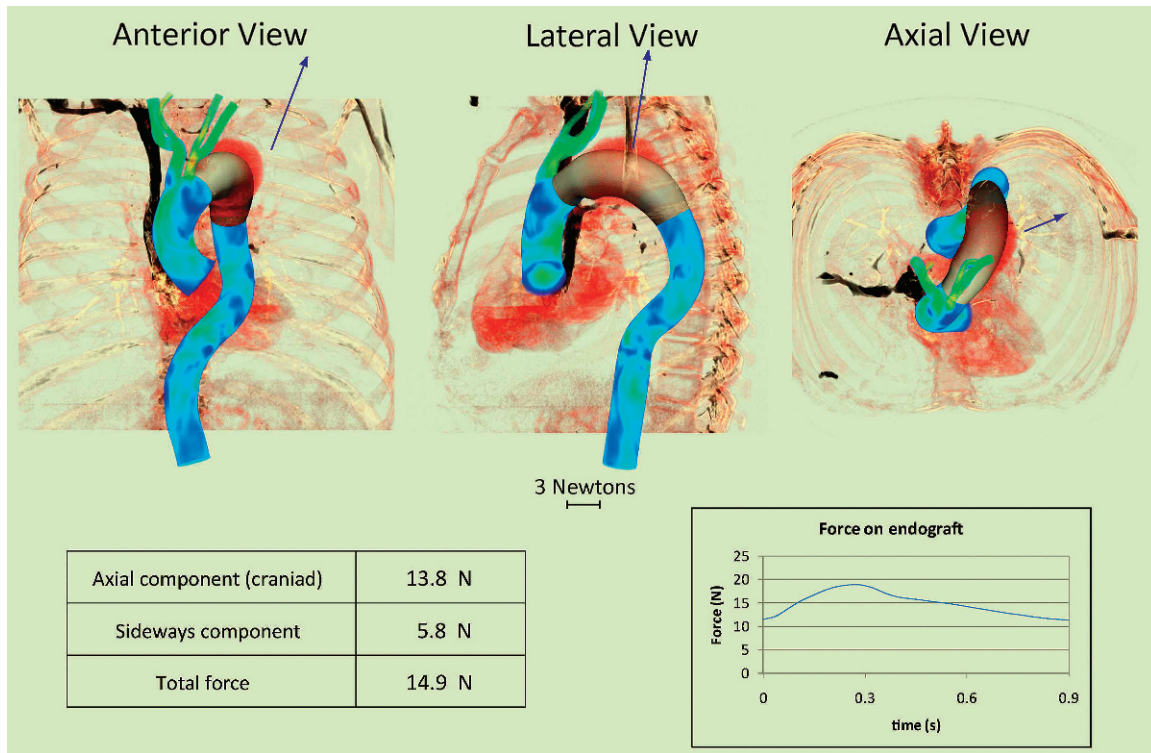 Anterior View
Lateral View
Axial View
3 Newtons
Axial component (craniad) 13.8 N
Sideways component 5.8 N
Total force 14.9 N
Force on endograft
Force (N)
25
20
15
10
5
0
0 0.3 0.6 0.9
time (s)